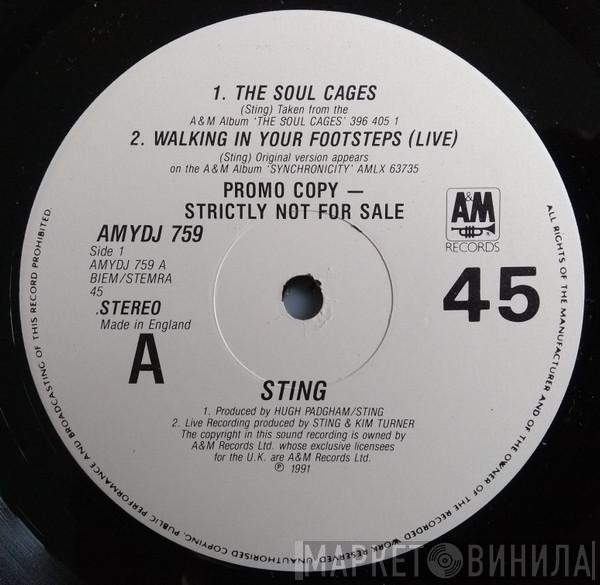 1. THE SOUL CAGES
(Sting) Taken from the
A&M Album 'THE SOUL CAGES' 396 405 1
2. WALKING IN YOUR FOOTSTEPS (LIVE)
(Sting) Original version appears
on the A&M Album 'SYNCHRONICITY' AMLX 63735
PROMO COPY —
STRICTLY NOT FOR SALE
AMYDJ 759
Side 1
AMYDJ 759 A
BIEM/STEMRA
45
.STEREO
Made in England
A
A&M
RECORDS
45
STING
1. Produced by HUGH PADGHAM/STING
2. Live Recording produced by STING & KIM TURNER
The copyright in this sound recording is owned by
A&M Records Ltd. whose exclusive licensees
for the U.K. are A&M Records Ltd.
℗ 1991
ALL RIGHTS OF THE MANUFACTURER AND OF THE OWNER OF THE RECORDED WORK RESERVED. UNAUTHORISED COPYING, PUBLIC PERFORMANCE AND BROADCASTING OF THIS RECORD PROHIBITED.
МАРКЕТ ВИНИЛА